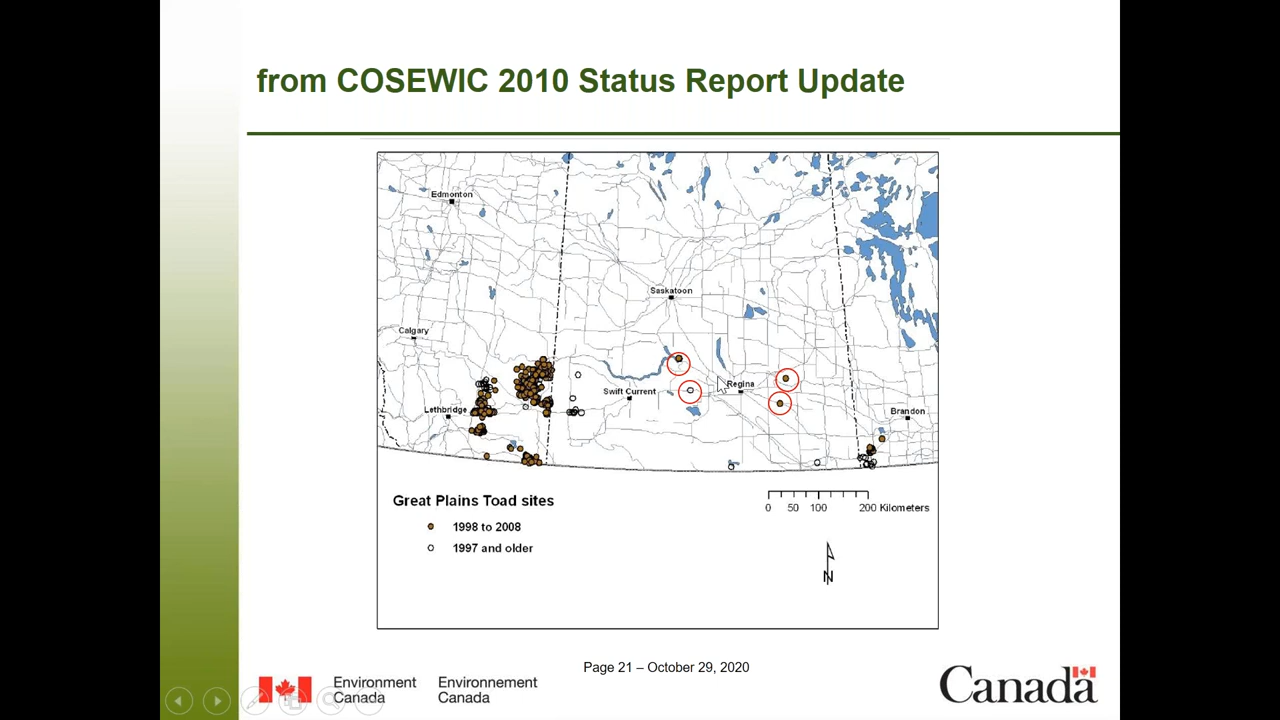 from COSEWIC 2010 Status Report Update
Edmonton
Saskatoon
Calgary
Swift Current
Regina
Lethbridge
Brandon
Great Plains Toad sites
1998 to 2008
1997 and older
0 50 100 200 Kilometers
N
Page 21 – October 29, 2020
Environment Environnement
Canada Canada
Canada